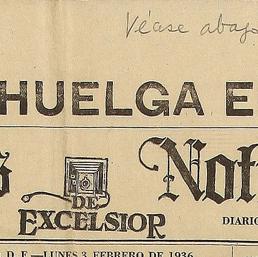 Véase abajo
HUELGA E
s Not
DE
EXCELSIOR
DIARIO
D. F.—LUNES 3 FEBRERO DE 1936